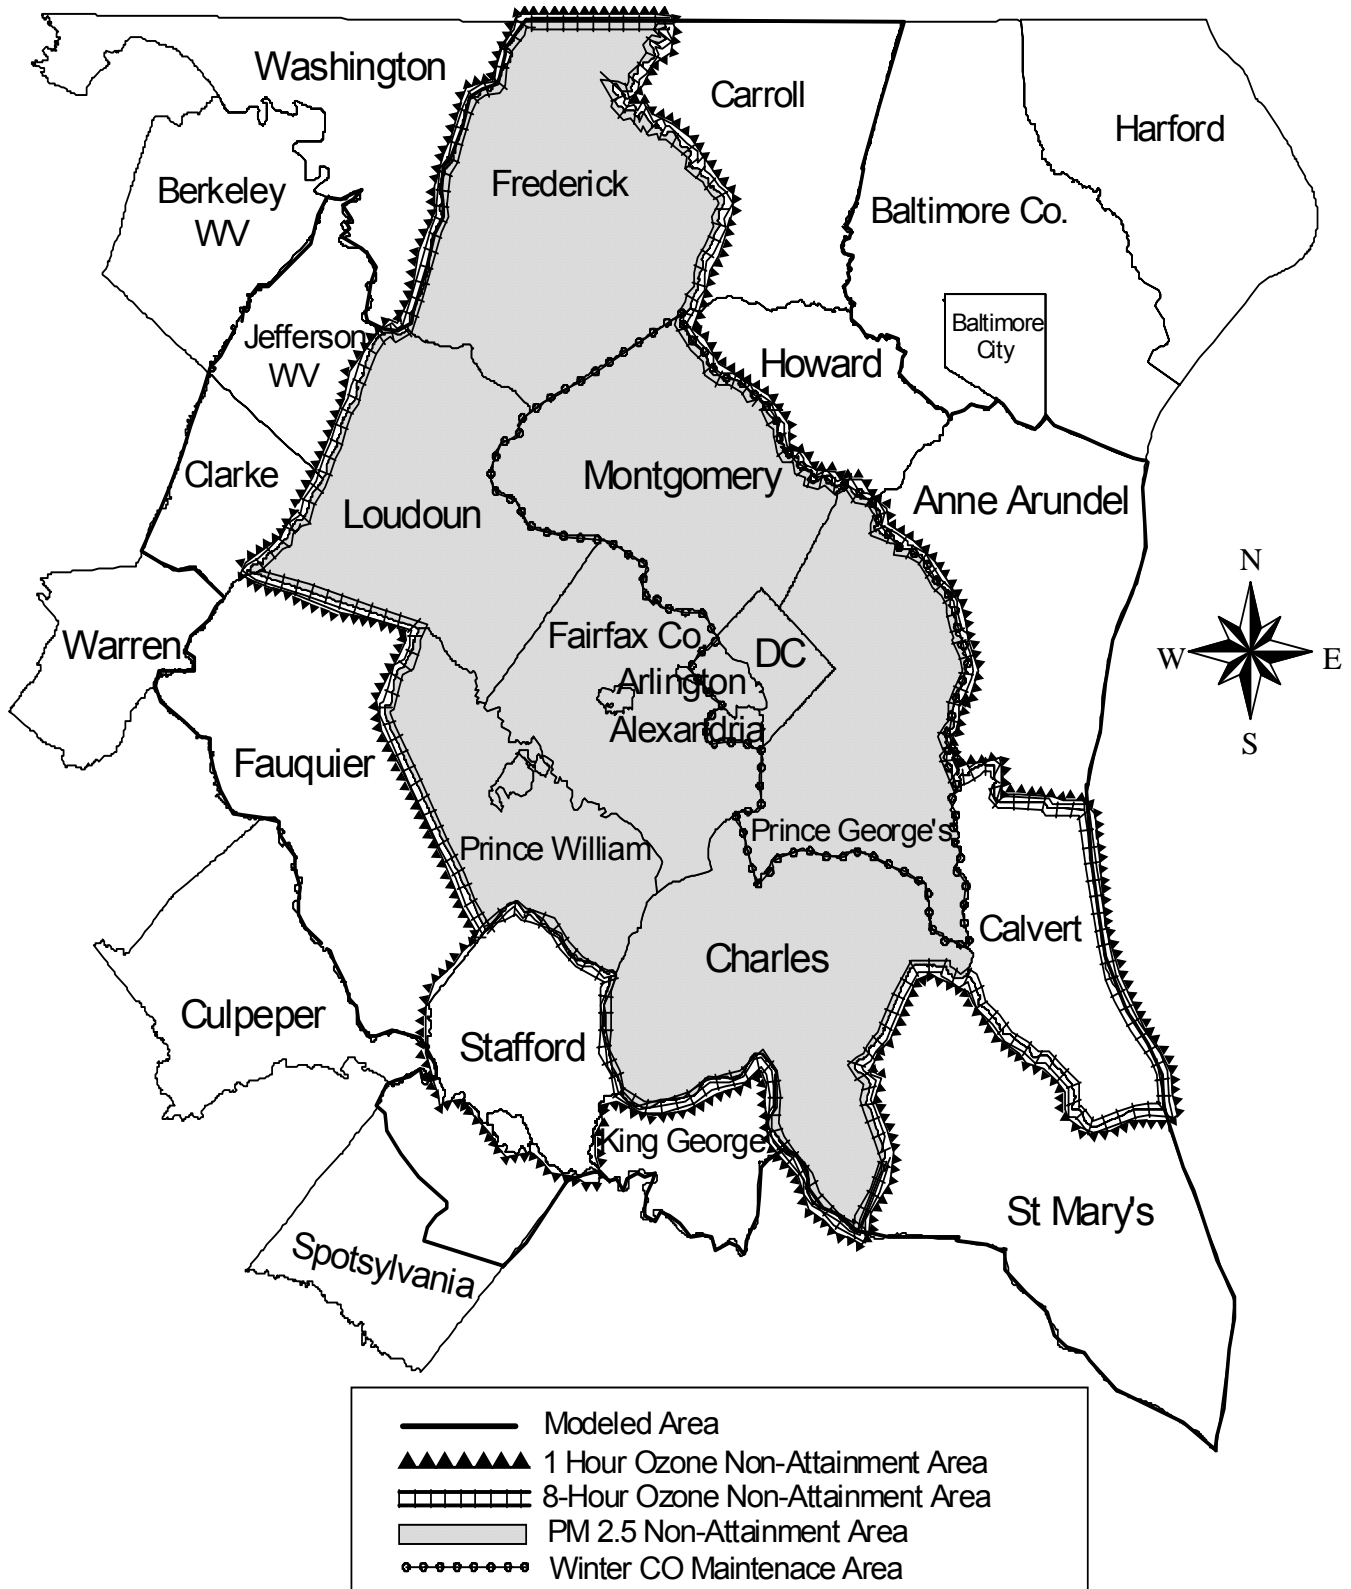 Washington
Carroll
Harford
Frederick
Berkeley
WV
Baltimore Co.
Jefferson
WV
Baltimore
City
Howard
Clarke
Montgomery
Anne Arundel
Loudoun
N
Warren
Fairfax Co.
DC
W
E
Arlington
Alexandria
S
Fauquier
Prince George's
Prince William
Calvert
Charles
Culpeper
Stafford
King George
St Mary's
Spotsylvania
Modeled Area
1 Hour Ozone Non-Attainment Area
8-Hour Ozone Non-Attainment Area
PM 2.5 Non-Attainment Area
Winter CO Maintenace Area